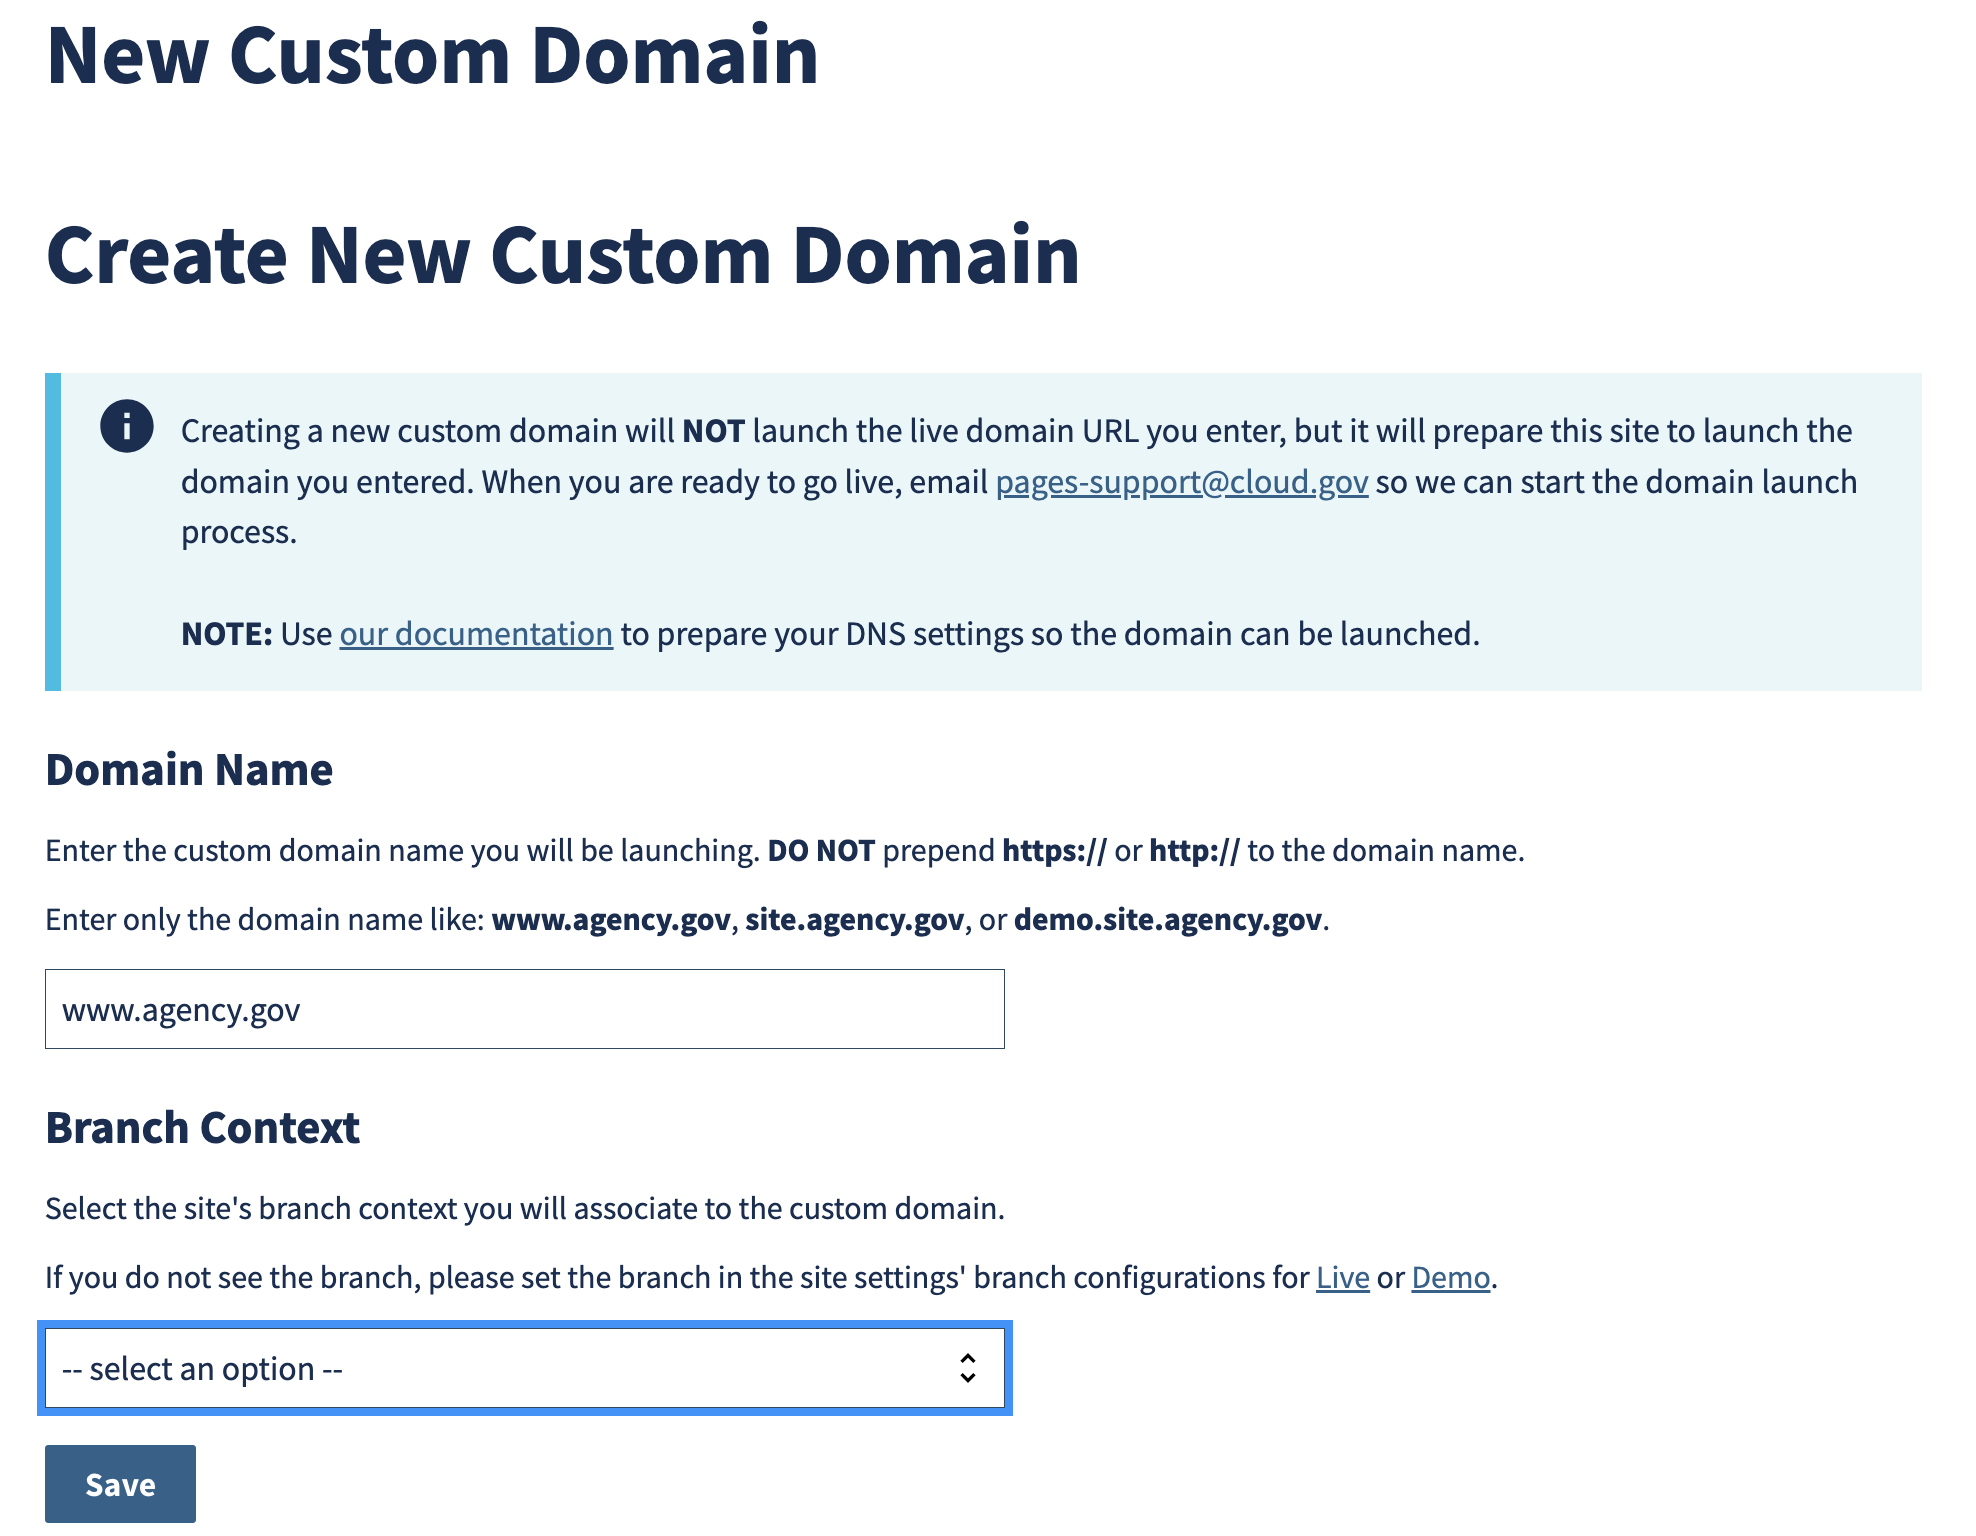 New Custom Domain
Create New Custom Domain
Creating a new custom domain will NOT launch the live domain URL you enter, but it will prepare this site to launch the
domain you entered. When you are ready to go live, email pages-support@cloud.gov so we can start the domain launch
process.
NOTE: Use our documentation to prepare your DNS settings so the domain can be launched.
Domain Name
Enter the custom domain name you will be launching. DO NOT prepend https:// or http:// to the domain name.
Enter only the domain name like: www.agency.gov, site.agency.gov, or demo.site.agency.gov.
www.agency.gov
Branch Context
Select the site's branch context you will associate to the custom domain.
If you do not see the branch, please set the branch in the site settings' branch configurations for Live or Demo.
-- select an option --
Save